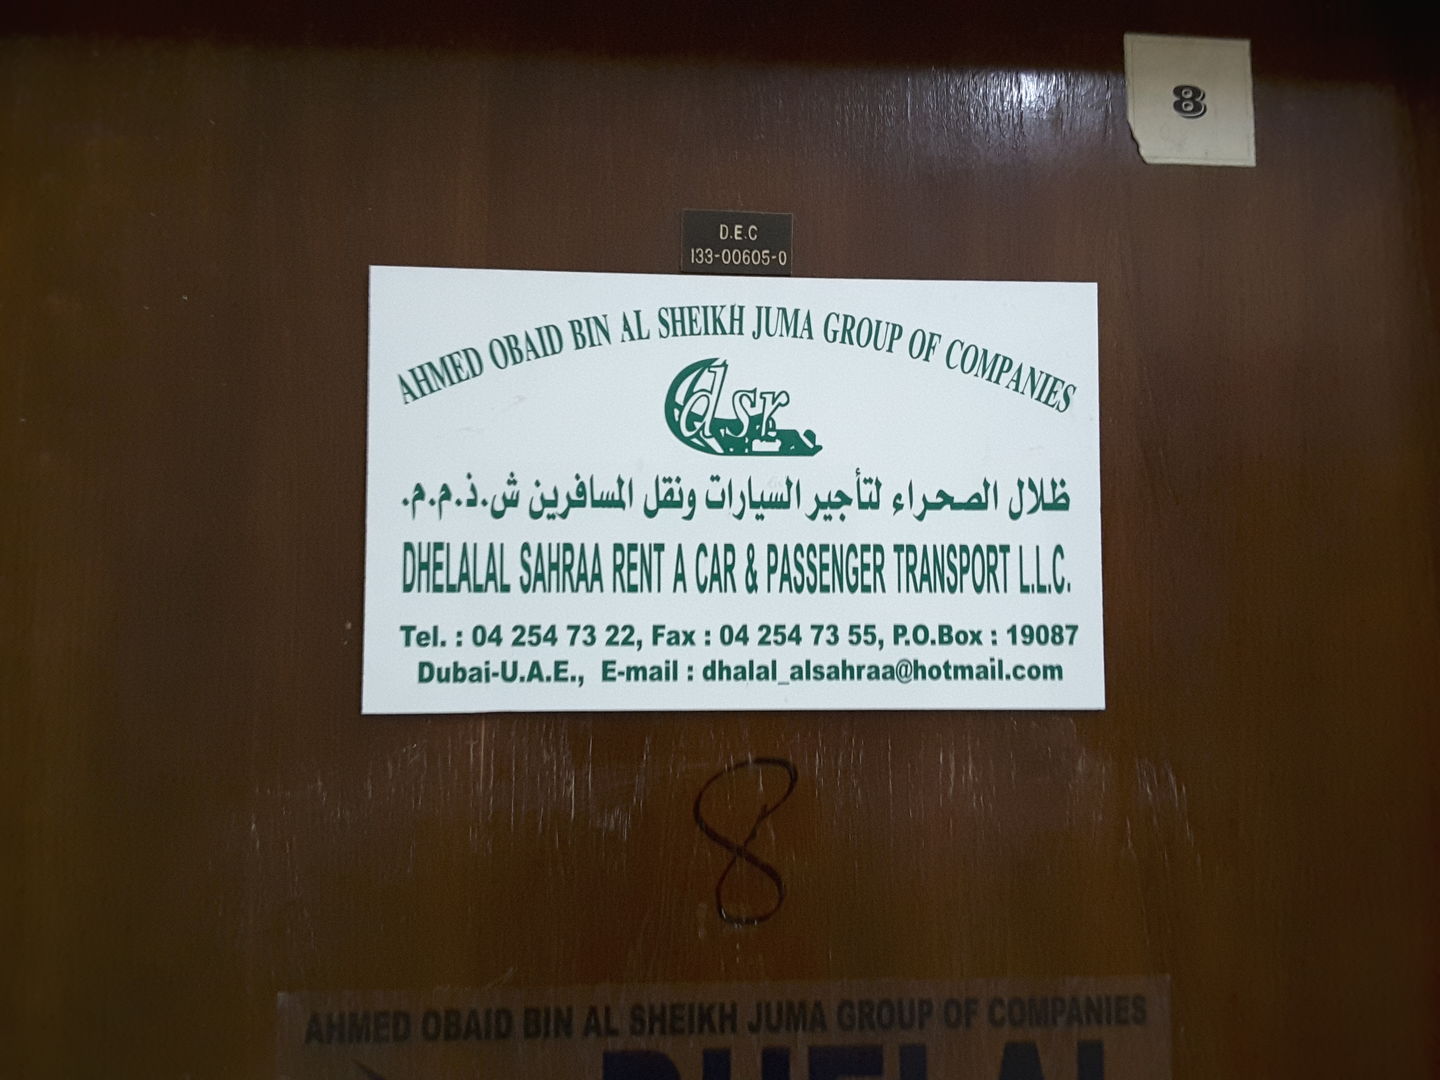 8
D.E.C
133-00605-0
AHMED OBAID BIN AL SHEIKH JUMA GROUP OF COMPANIES
dsr
ظلال الصحراء لتأجير السيارات ونقل المسافرين ش.ذ.م.م.
DHELALAL SAHRAA RENT A CAR & PASSENGER TRANSPORT L.L.C.
Tel. : 04 254 73 22, Fax : 04 254 73 55, P.O.Box : 19087
Dubai-U.A.E., E-mail : dhalal_alsahraa@hotmail.com
8
AHMED OBAID BIN AL SHEIKH JUMA GROUP OF COMPANIES